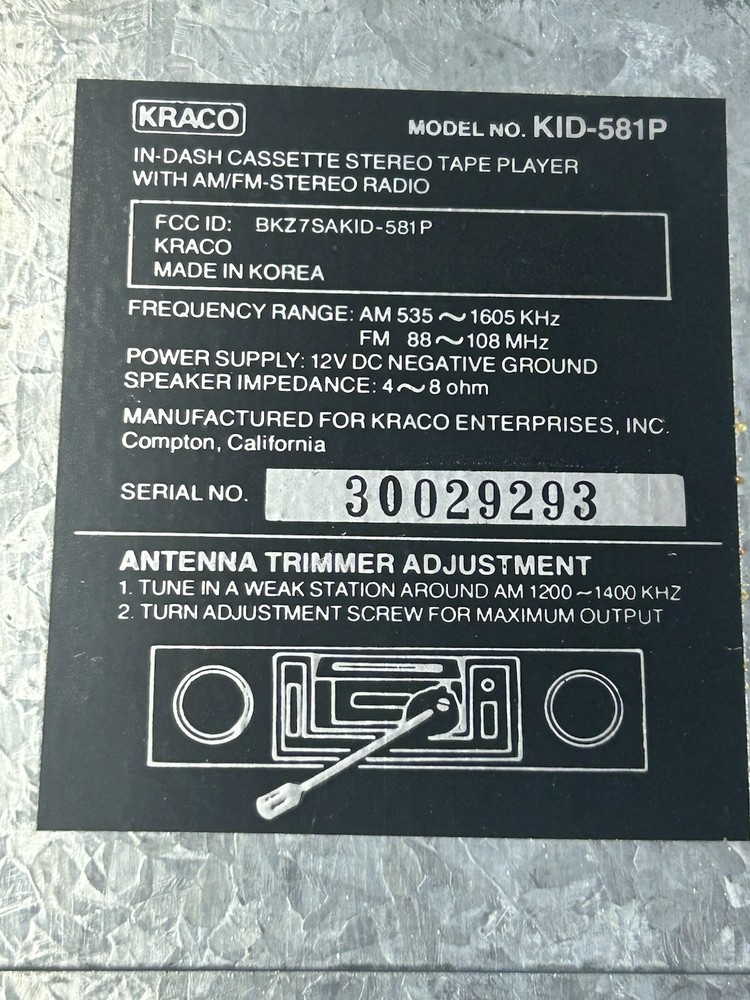 KRACO
MODEL NO. KID-581P
IN-DASH CASSETTE STEREO TAPE PLAYER
WITH AM/FM-STEREO RADIO
FCC ID: BKZ7SAKID-581P
KRACO
MADE IN KOREA
FREQUENCY RANGE: AM 535 ~ 1605 KHz
FM 88 ~ 108 MHz
POWER SUPPLY: 12V DC NEGATIVE GROUND
SPEAKER IMPEDANCE: 4 ~ 8 ohm
MANUFACTURED FOR KRACO ENTERPRISES, INC.
Compton, California
SERIAL NO. 30029293
ANTENNA TRIMMER ADJUSTMENT
1. TUNE IN A WEAK STATION AROUND AM 1200 ~ 1400 KHZ
2. TURN ADJUSTMENT SCREW FOR MAXIMUM OUTPUT